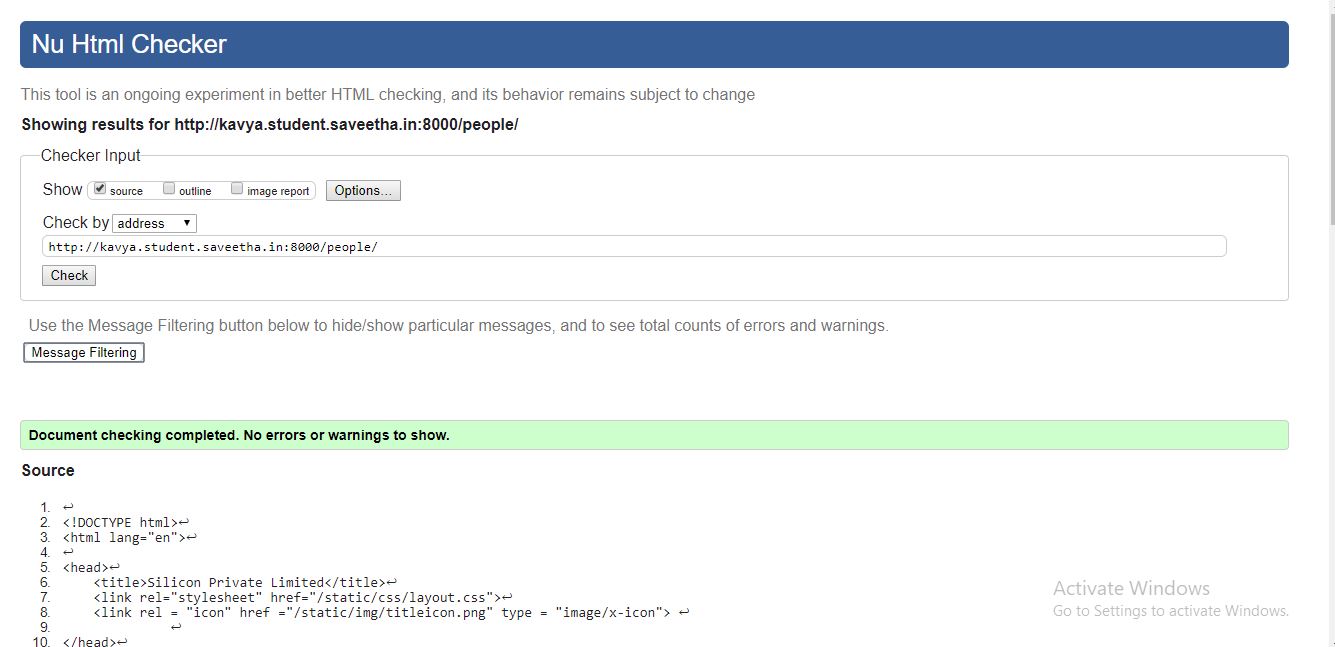 Nu Html Checker
This tool is an ongoing experiment in better HTML checking, and its behavior remains subject to change
Showing results for http://kavya.student.saveetha.in:8000/people/
Checker Input
Show source outline image report Options...
Check by address ▼
http://kavya.student.saveetha.in:8000/people/
Check
Use the Message Filtering button below to hide/show particular messages, and to see total counts of errors and warnings.
Message Filtering
Document checking completed. No errors or warnings to show.
Source
1. ↩
2. <!DOCTYPE html>↩
3. <html lang="en">↩
4. ↩
5. <head>↩
6. <title>Silicon Private Limited</title>↩
7. <link rel="stylesheet" href="/static/css/layout.css">↩
8. <link rel = "icon" href ="/static/img/titleicon.png" type = "image/x-icon"> ↩
9. ↩
10. </head>↩
Activate Windows
Go to Settings to activate Windows.